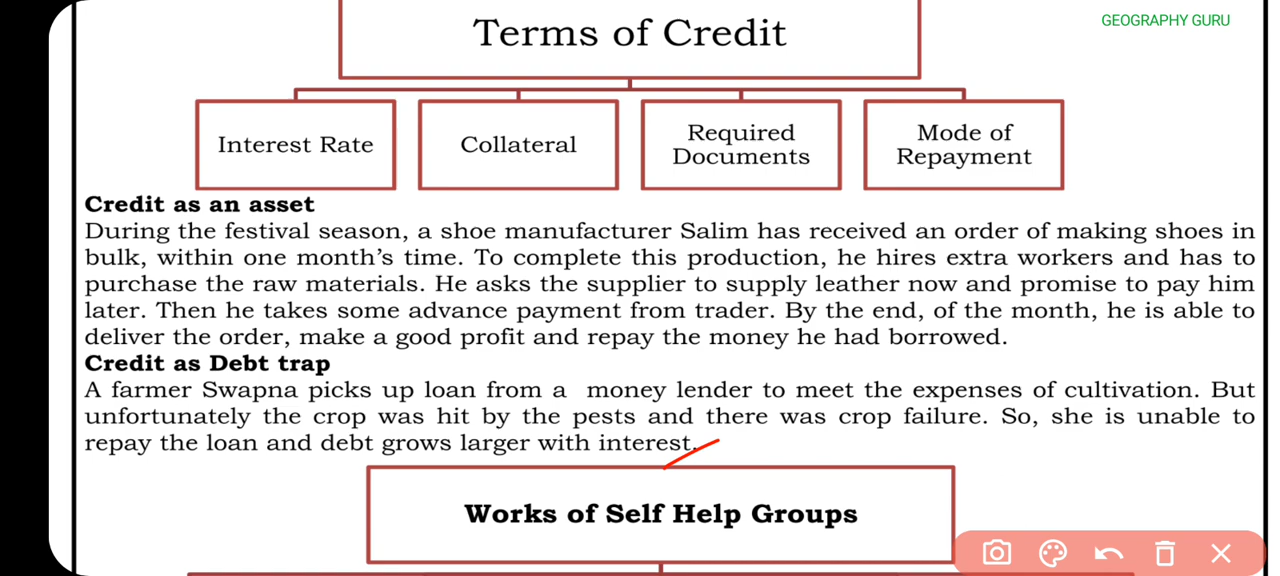 Terms of Credit
GEOGRAPHY GURU
Interest Rate
Collateral
Required
Documents
Mode of
Repayment
Credit as an asset
During the festival season, a shoe manufacturer Salim has received an order of making shoes in
bulk, within one month's time. To complete this production, he hires extra workers and has to
purchase the raw materials. He asks the supplier to supply leather now and promise to pay him
later. Then he takes some advance payment from trader. By the end, of the month, he is able to
deliver the order, make a good profit and repay the money he had borrowed.
Credit as Debt trap
A farmer Swapna picks up loan from a money lender to meet the expenses of cultivation. But
unfortunately the crop was hit by the pests and there was crop failure. So, she is unable to
repay the loan and debt grows larger with interest.
Works of Self Help Groups